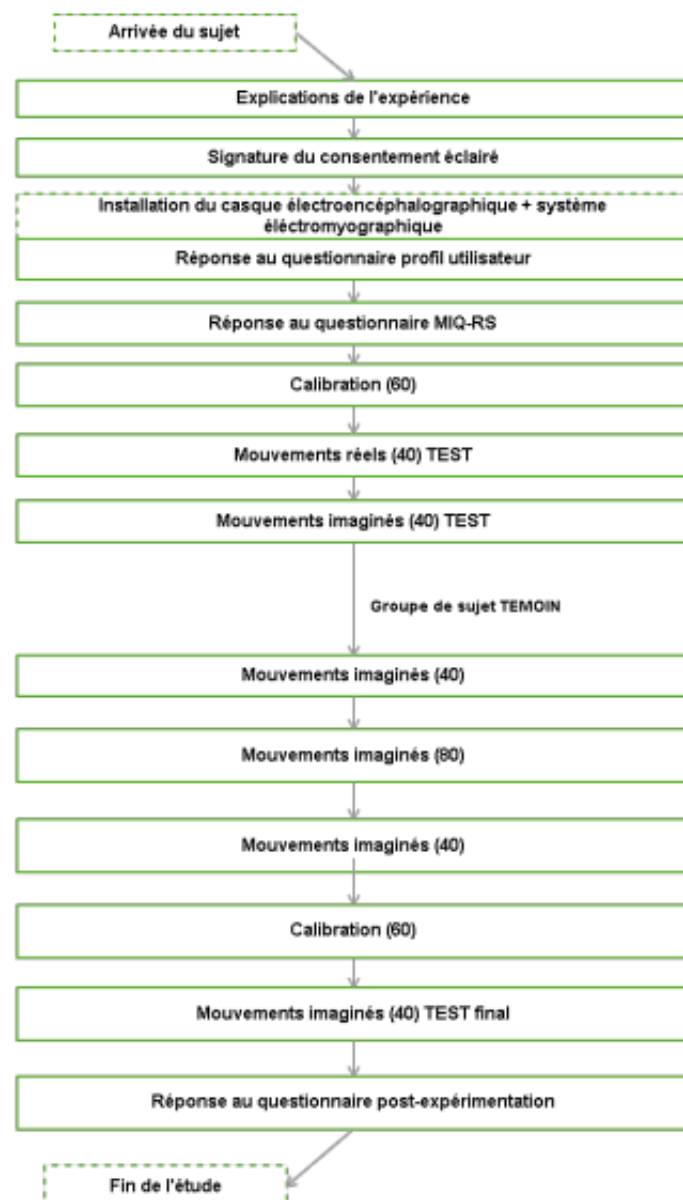 Arrivée du sujet
Explications de l'expérience
Signature du consentement éclairé
Installation du casque électroencéphalographique + système
éléctromyographique
Réponse au questionnaire profil utilisateur
Réponse au questionnaire MIQ-RS
Calibration (60)
Mouvements réels (40) TEST
Mouvements imaginés (40) TEST
Groupe de sujet TEMOIN
Mouvements imaginés (40)
Mouvements imaginés (80)
Mouvements imaginés (40)
Calibration (60)
Mouvements imaginés (40) TEST final
Réponse au questionnaire post-expérimentation
Fin de l'étude